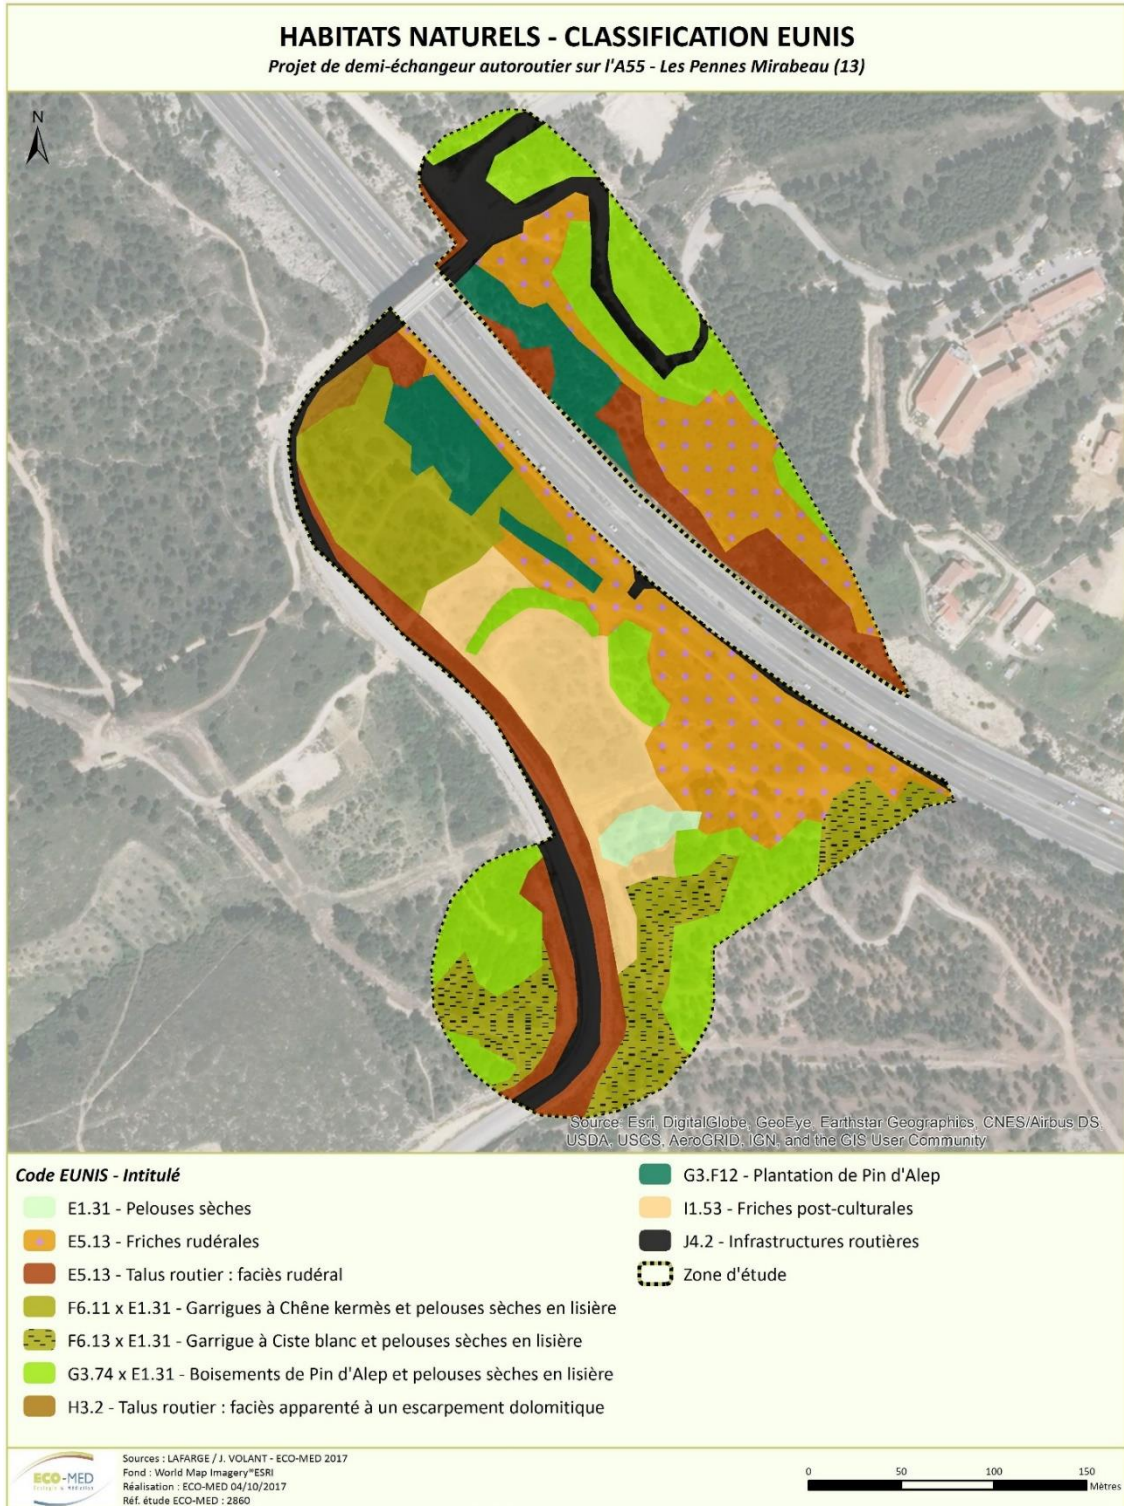 HABITATS NATURELS - CLASSIFICATION EUNIS
Projet de demi-échangeur autoroutier sur l'A55 - Les Pennes Mirabeau (13)
N
Source: Esri, DigitalGlobe, GeoEye, Earthstar Geographics, CNES/Airbus DS,
USDA, USGS, AeroGRID, IGN, and the GIS User Community
Code EUNIS - Intitulé
E1.31 - Pelouses sèches
E5.13 - Friches rudérales
E5.13 - Talus routier : faciès rudéral
F6.11 x E1.31 - Garrigues à Chêne kermès et pelouses sèches en lisière
F6.13 x E1.31 - Garrigue à Ciste blanc et pelouses sèches en lisière
G3.74 x E1.31 - Boisements de Pin d'Alep et pelouses sèches en lisière
H3.2 - Talus routier : faciès apparenté à un escarpement dolomitique
G3.F12 - Plantation de Pin d'Alep
I1.53 - Friches post-culturales
J4.2 - Infrastructures routières
Zone d'étude
ECO-MED
Ecologie & Médiation
Sources : LAFARGE / J. VOLANT - ECO-MED 2017
Fond : World Map Imagery®ESRI
Réalisation : ECO-MED 04/10/2017
Réf. étude ECO-MED : 2860
0 50 100 150
Mètres